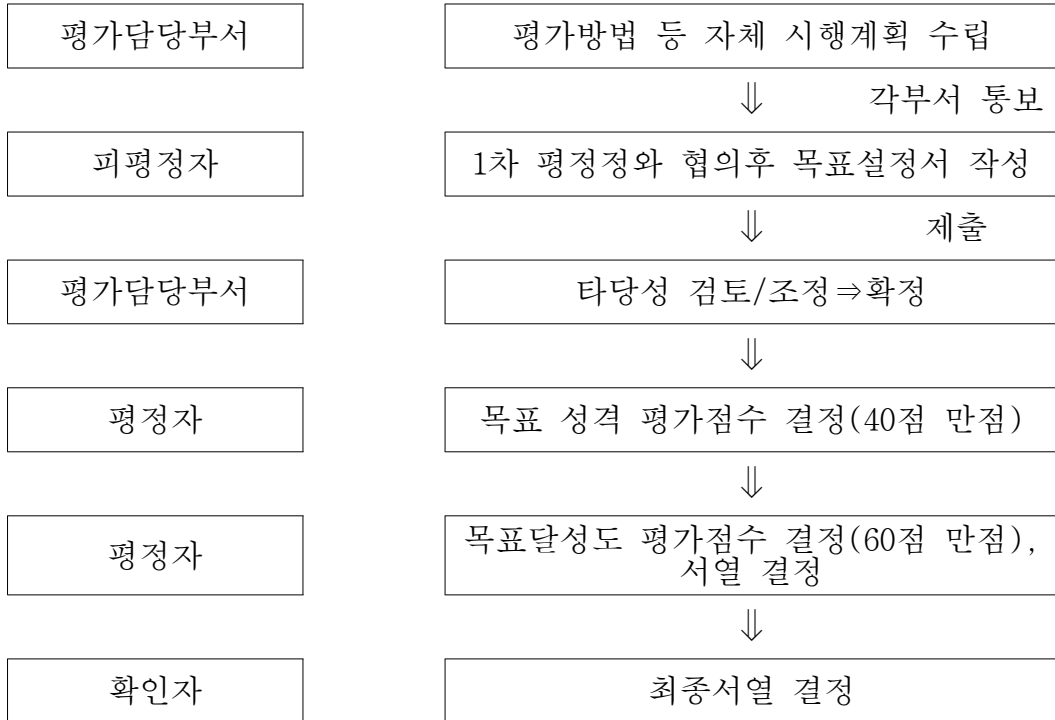 평가담당부서 평가방법 등 자체 시행계획 수립
⇓ 각부서 통보
피평정자 1차 평정정와 협의후 목표설정서 작성
⇓ 제출
평가담당부서 타당성 검토/조정⇒확정
⇓
평정자 목표 성격 평가점수 결정(40점 만점)
⇓
평정자 목표달성도 평가점수 결정(60점 만점),
서열 결정
⇓
확인자 최종서열 결정